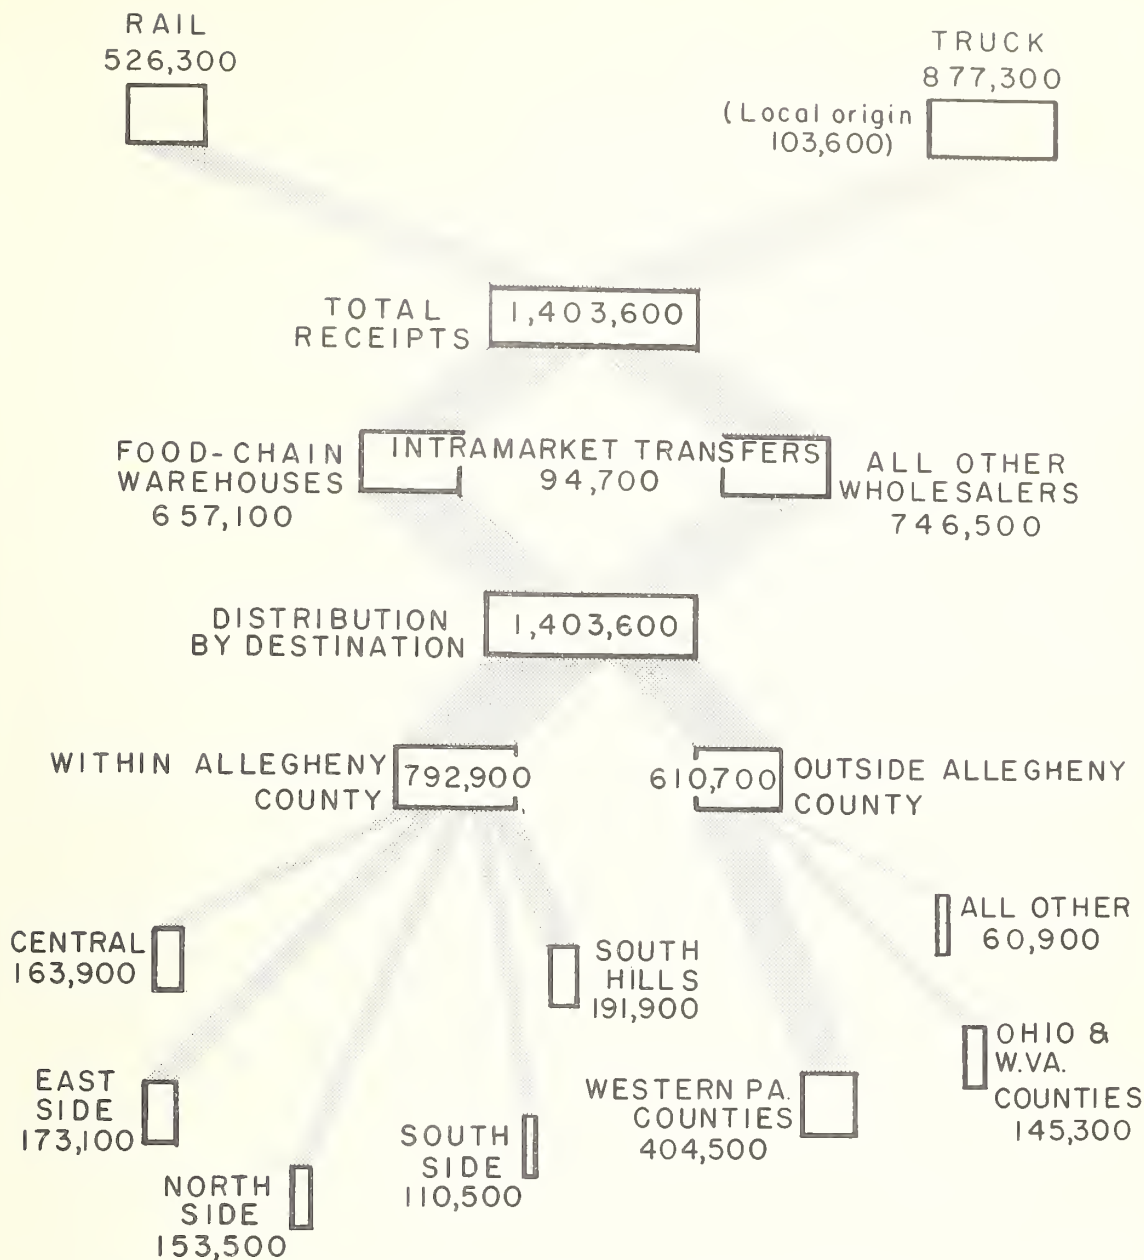 RAIL
526,300
TRUCK
877,300
(Local origin
103,600)
TOTAL
RECEIPTS
1,403,600
FOOD-CHAIN
WAREHOUSES
657,100
INTRAMARKET TRANSFERS
94,700
ALL OTHER
WHOLESALERS
746,500
DISTRIBUTION
BY DESTINATION
1,403,600
WITHIN ALLEGHENY
COUNTY
792,900
610,700
OUTSIDE ALLEGHENY
COUNTY
CENTRAL
163,900
EAST
SIDE
173,100
NORTH
SIDE
153,500
SOUTH
SIDE
110,500
SOUTH
HILLS
191,900
WESTERN PA.
COUNTIES
404,500
ALL OTHER
60,900
OHIO &
W.VA.
COUNTIES
145,300